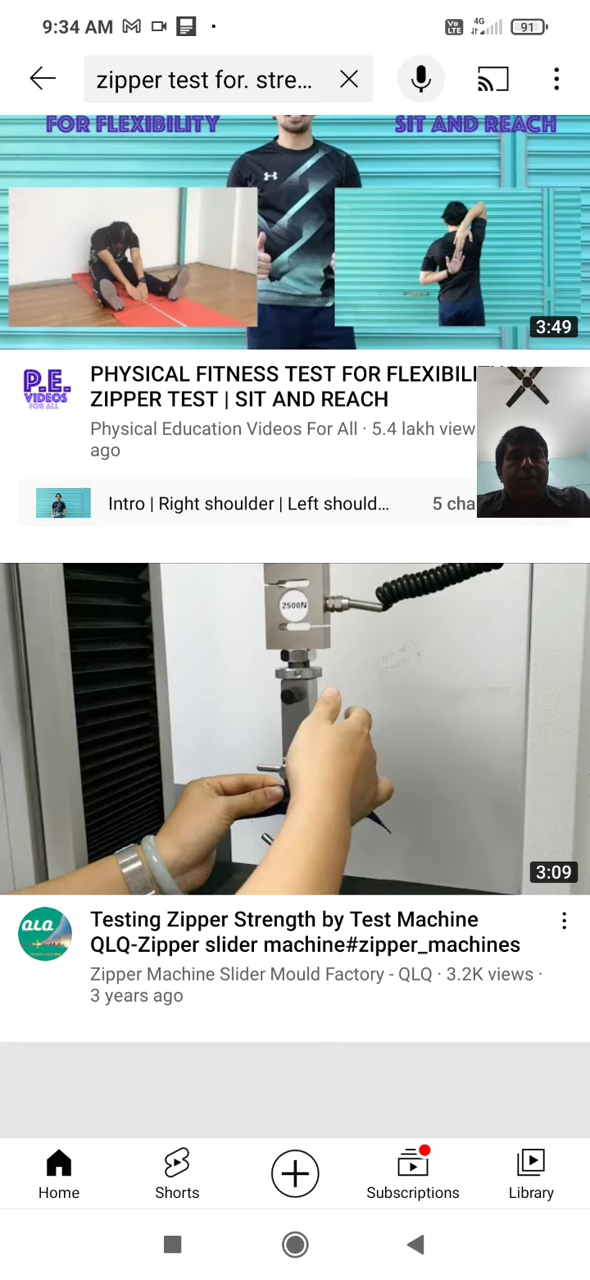 9:34 AM
Vo LTE 4G 91
zipper test for. stre...
FOR FLEXIBILITY SIT AND REACH
3:49
P.E. VIDEOS FOR ALL
PHYSICAL FITNESS TEST FOR FLEXIBILI
ZIPPER TEST | SIT AND REACH
Physical Education Videos For All · 5.4 lakh view
ago
Intro | Right shoulder | Left should... 5 cha
2500N
3:09
QLQ
Testing Zipper Strength by Test Machine
QLQ-Zipper slider machine#zipper_machines
Zipper Machine Slider Mould Factory - QLQ · 3.2K views ·
3 years ago
Home Shorts Subscriptions Library